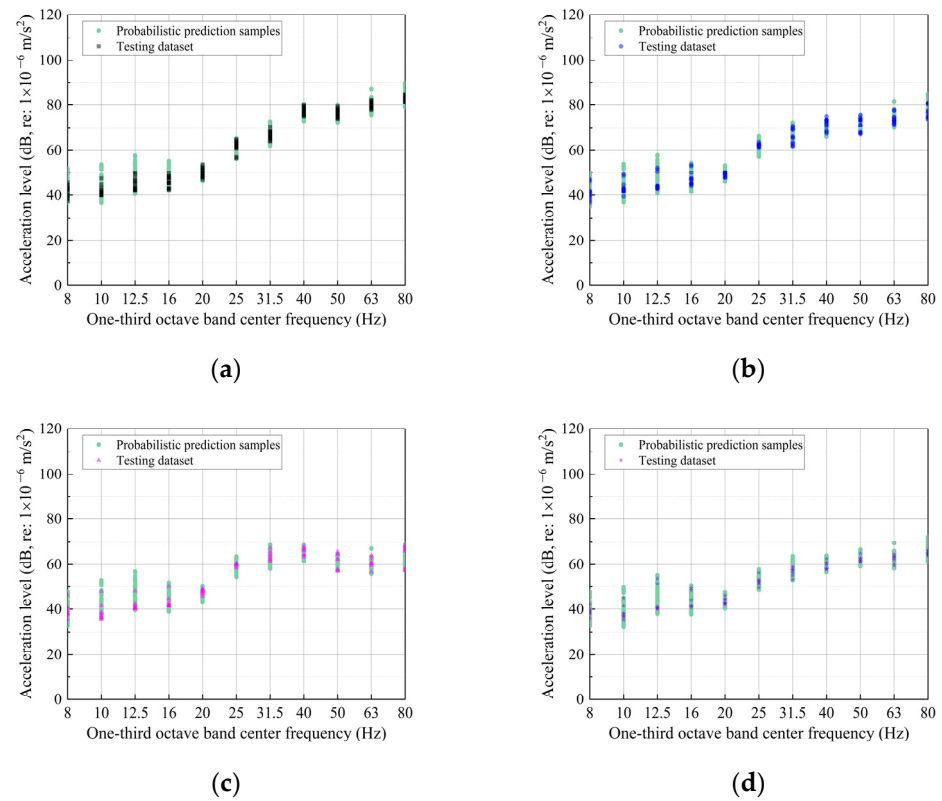 120
100
80
60
40
20
0
Acceleration level (dB, re: 1×10⁻⁶ m/s²)
Probabilistic prediction samples
Testing dataset
8 10 12.5 16 20 25 31.5 40 50 63 80
One-third octave band center frequency (Hz)
(a)
120
100
80
60
40
20
0
Acceleration level (dB, re: 1×10⁻⁶ m/s²)
Probabilistic prediction samples
Testing dataset
8 10 12.5 16 20 25 31.5 40 50 63 80
One-third octave band center frequency (Hz)
(b)
120
100
80
60
40
20
0
Acceleration level (dB, re: 1×10⁻⁶ m/s²)
Probabilistic prediction samples
Testing dataset
8 10 12.5 16 20 25 31.5 40 50 63 80
One-third octave band center frequency (Hz)
(c)
120
100
80
60
40
20
0
Acceleration level (dB, re: 1×10⁻⁶ m/s²)
Probabilistic prediction samples
Testing dataset
8 10 12.5 16 20 25 31.5 40 50 63 80
One-third octave band center frequency (Hz)
(d)